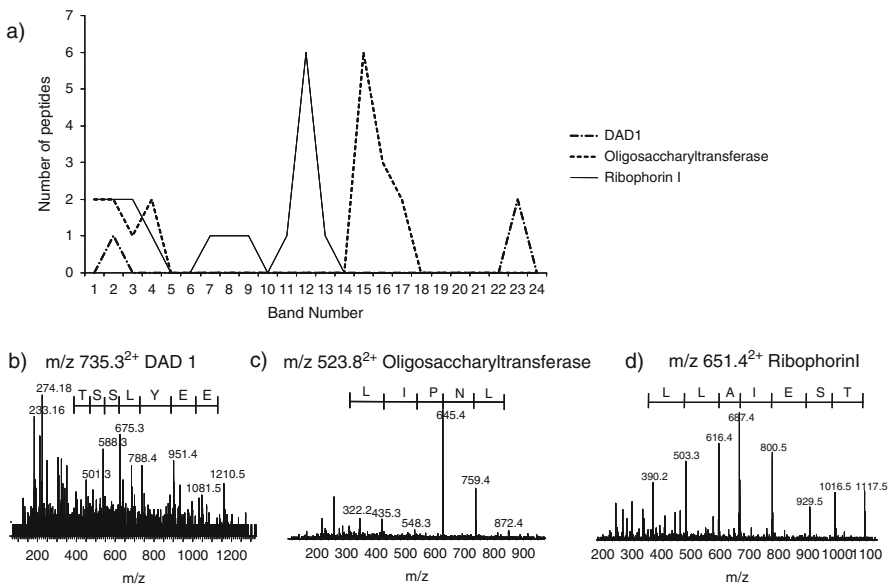 a)
7
6
5
4
3
2
1
0
Number of peptides
1 2 3 4 5 6 7 8 9 10 11 12 13 14 15 16 17 18 19 20 21 22 23 24
Band Number
DAD1
Oligosaccharyltransferase
Ribophorin I
b) m/z 735.3²⁺ DAD 1
274.18
T S S L Y E E
233.16
675.3
588.3
501.3
788.4
951.4
1081.5
1210.5
200 400 600 800 1000 1200
m/z
c) m/z 523.8²⁺ Oligosaccharyltransferase
L I P N L
645.4
759.4
322.2
435.3
548.3
872.4
200 300 400 500 600 700 800 900
m/z
d) m/z 651.4²⁺ RibophorinI
L L A I E S T
687.4
616.4
503.3
390.2
800.5
929.5
1016.5
1117.5
200 300 400 500 600 700 800 900 1000 1100
m/z